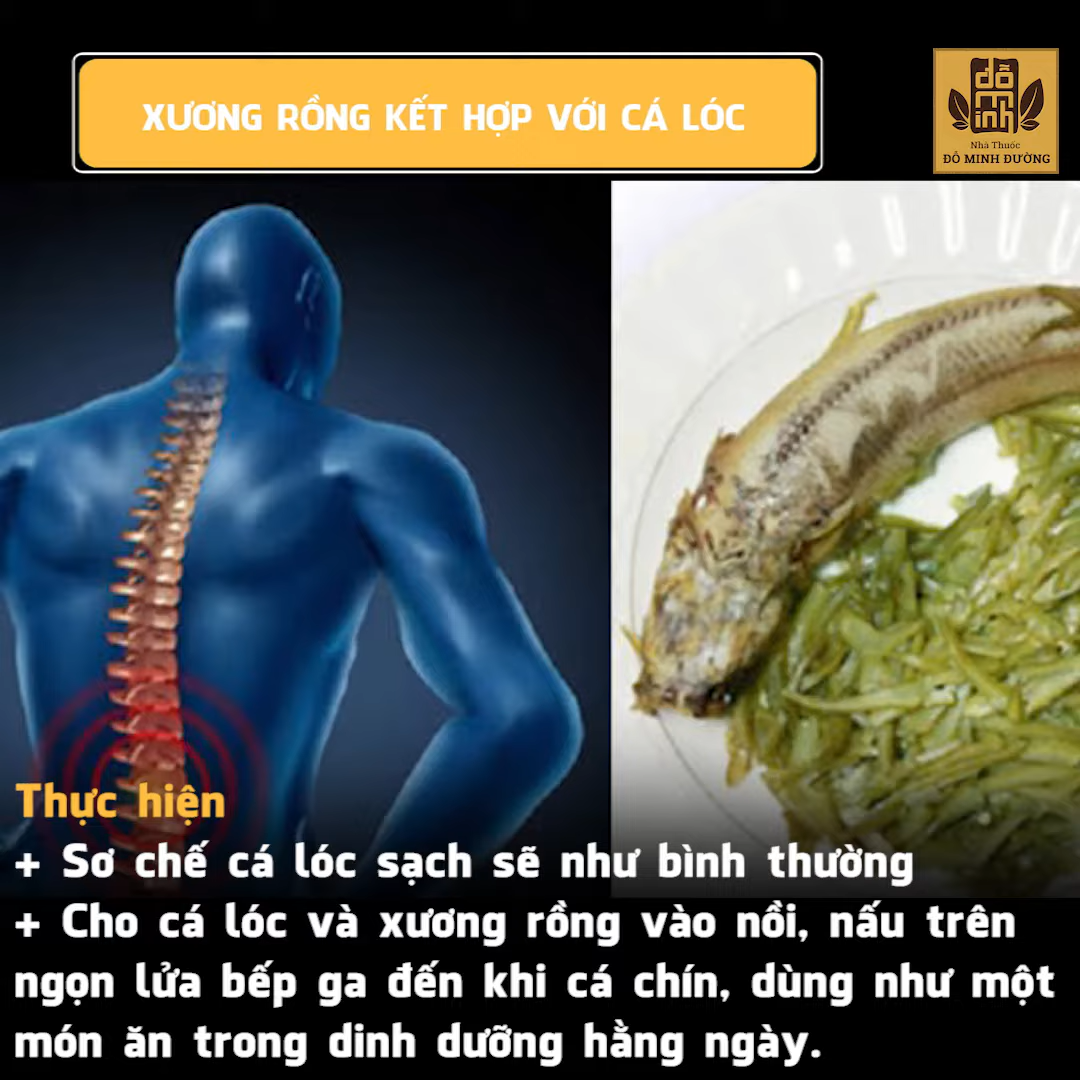 XƯƠNG RỒNG KẾT HỢP VỚI CÁ LÓC
đỗ
minh
Nhà Thuốc
ĐỖ MINH ĐƯỜNG
Thực hiện
+ Sơ chế cá lóc sạch sẽ như bình thường
+ Cho cá lóc và xương rồng vào nồi, nấu trên
ngọn lửa bếp ga đến khi cá chín, dùng như một
món ăn trong dinh dưỡng hằng ngày.